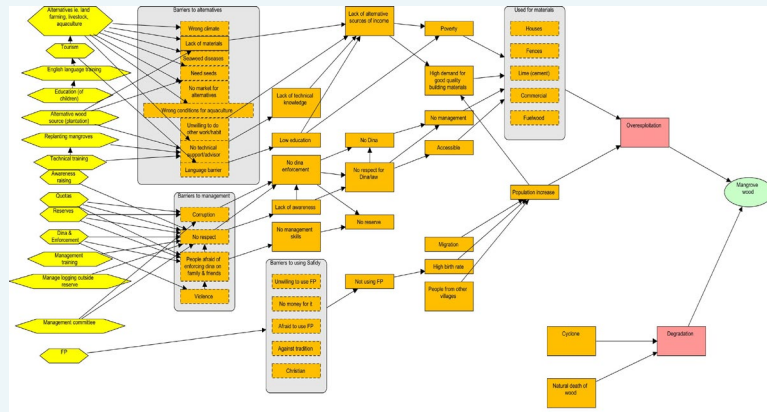 Alternatives ie. land
farming, livestock,
aquaculture
Tourism
English language training
Education (of
children)
Alternative wood
source (plantation)
Replanting mangroves
Technical training
Awareness
raising
Quotas
Reserves
Dina &
Enforcement
Management
training
Manage logging outside
reserve
Management committee
FP
Barriers to alternatives
Wrong climate
Lack of materials
Seaweed diseases
Need seeds
No market for
alternatives
Wrong conditions for aquaculture
Unwilling to do
other work/habit
No technical
support/advisor
Language barrier
Barriers to management
Corruption
No respect
People afraid of
enforcing dina on
family & friends
Violence
Barriers to using Safidy
Unwilling to use FP
No money for it
Afraid to use FP
Against tradition
Christian
Lack of technical
knowledge
Low education
No dina
enforcement
Lack of awareness
No management
skills
Lack of alternative
sources of income
No Dina
No respect for
Dina/law
No reserve
Not using FP
Poverty
High demand for
good quality
building materials
No management
Accessible
Migration
High birth rate
People from other
villages
Population increase
Used for materials
Houses
Fences
Lime (cement)
Commercial
Fuelwood
Overexploitation
Mangrove
wood
Cyclone
Natural death of
wood
Degradation